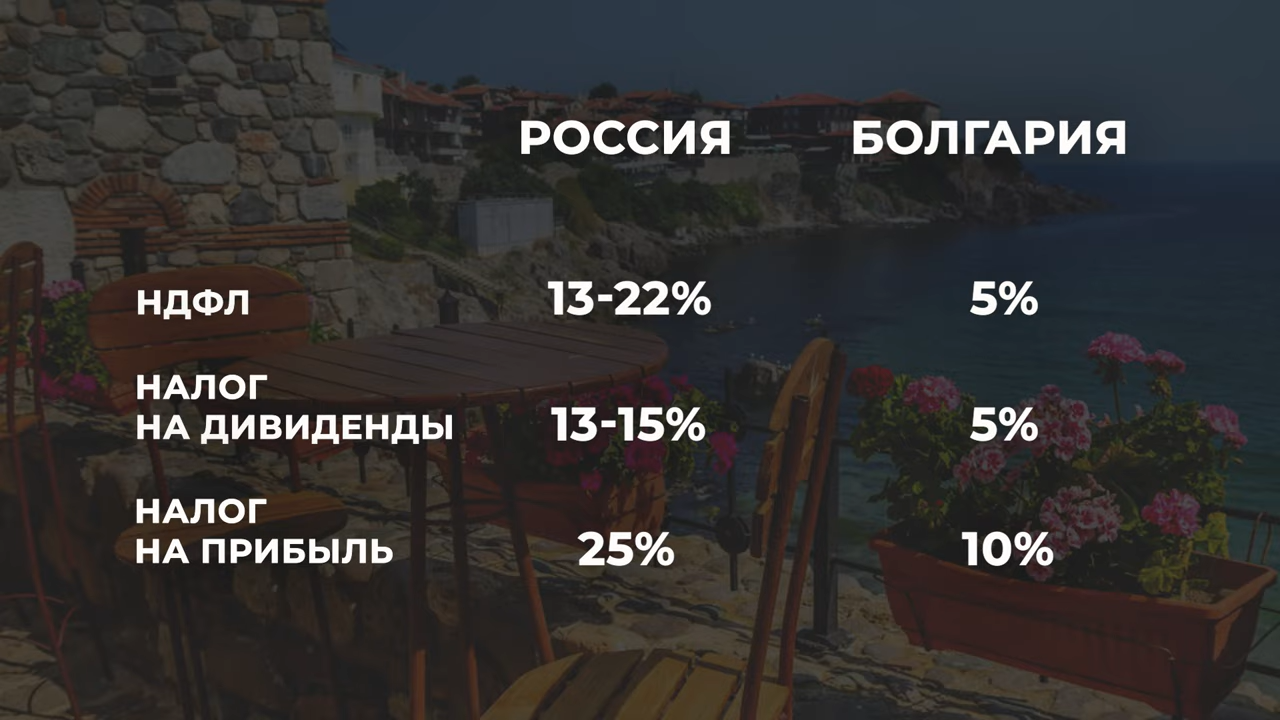 РОССИЯ БОЛГАРИЯ
НДФЛ 13-22% 5%
НАЛОГ
НА ДИВИДЕНДЫ 13-15% 5%
НАЛОГ
НА ПРИБЫЛЬ 25% 10%